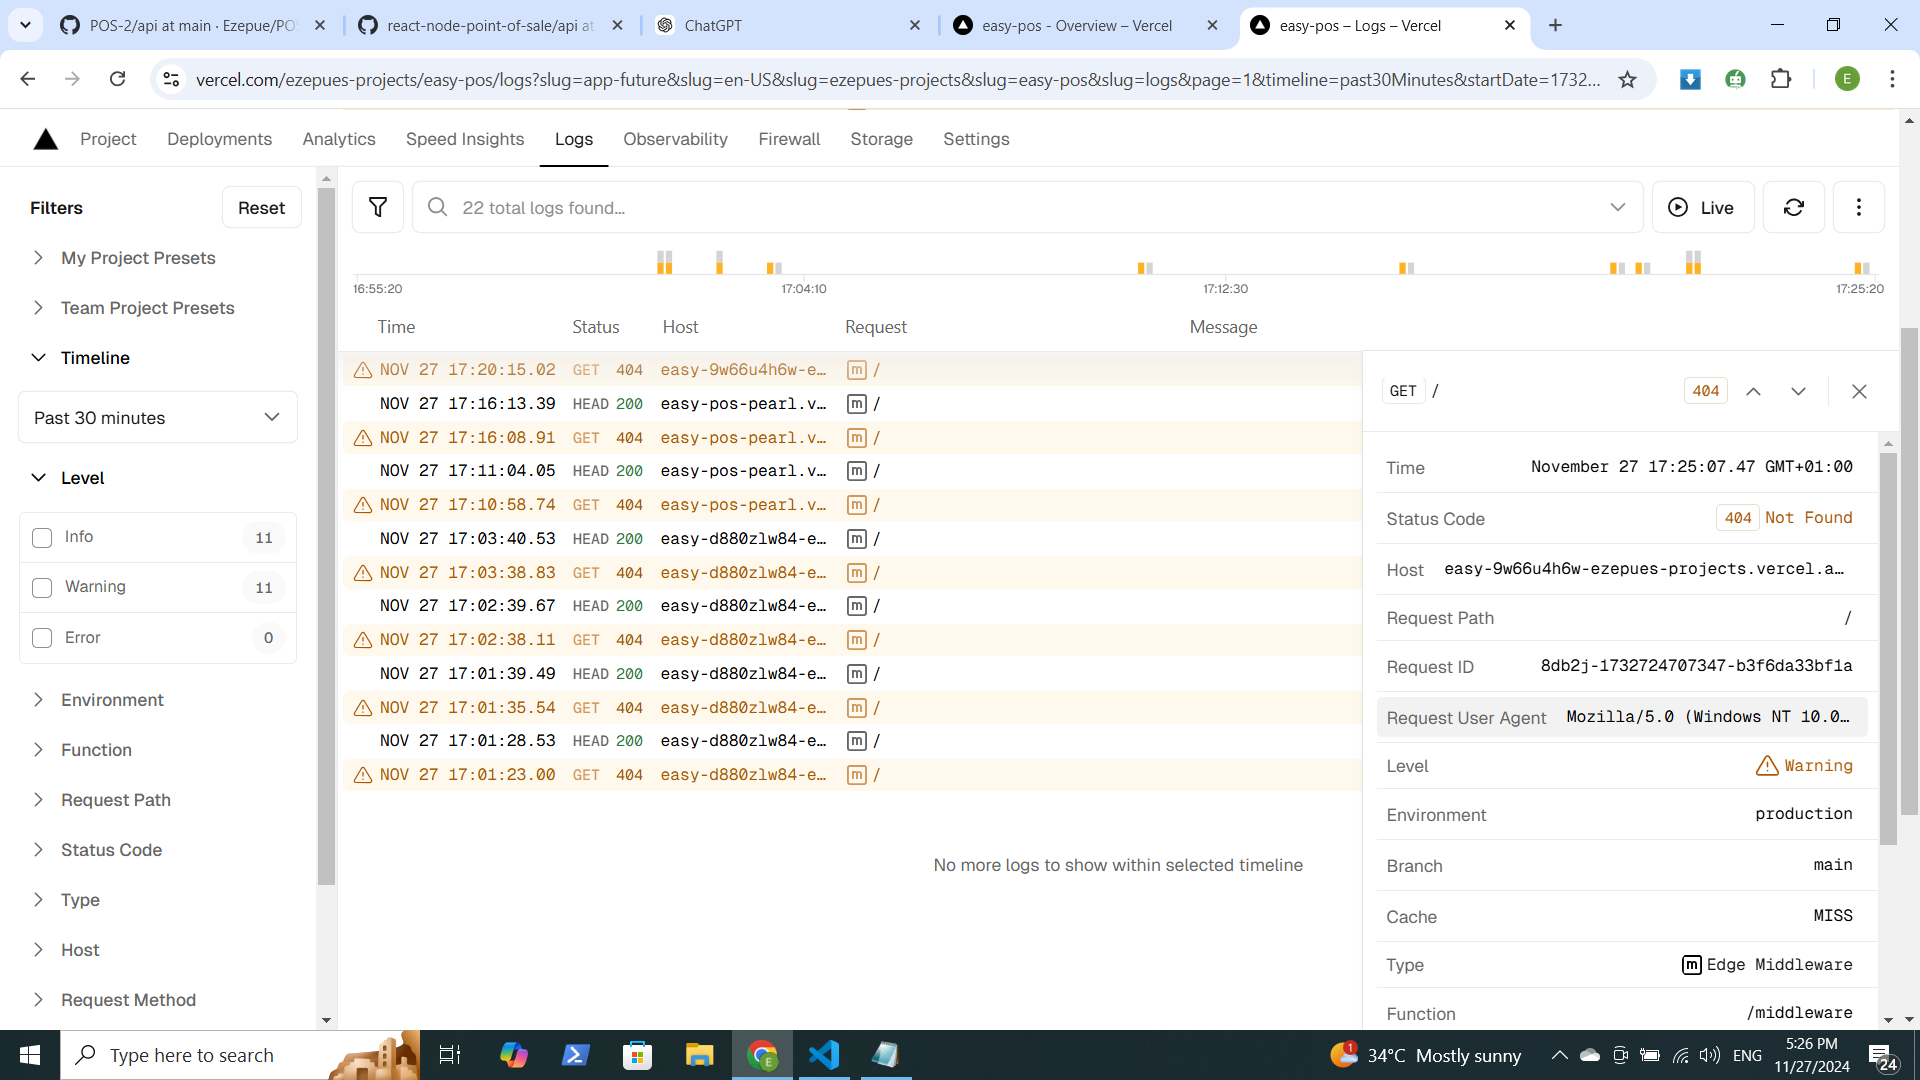 POS-2/api at main · Ezepue/POS
react-node-point-of-sale/api at
ChatGPT
easy-pos - Overview – Vercel
easy-pos – Logs – Vercel
vercel.com/ezepues-projects/easy-pos/logs?slug=app-future&slug=en-US&slug=ezepues-projects&slug=easy-pos&slug=logs&page=1&timeline=past30Minutes&startDate=1732...
E
Project Deployments Analytics Speed Insights Logs Observability Firewall Storage Settings
Filters
Reset
My Project Presets
Team Project Presets
Timeline
Past 30 minutes
Level
Info 11
Warning 11
Error 0
Environment
Function
Request Path
Status Code
Type
Host
Request Method
22 total logs found...
Live
16:55:20 17:04:10 17:12:30 17:25:20
Time Status Host Request Message
NOV 27 17:20:15.02 GET 404 easy-9w66u4h6w-e… m /
NOV 27 17:16:13.39 HEAD 200 easy-pos-pearl.v… m /
NOV 27 17:16:08.91 GET 404 easy-pos-pearl.v… m /
NOV 27 17:11:04.05 HEAD 200 easy-pos-pearl.v… m /
NOV 27 17:10:58.74 GET 404 easy-pos-pearl.v… m /
NOV 27 17:03:40.53 HEAD 200 easy-d880zlw84-e… m /
NOV 27 17:03:38.83 GET 404 easy-d880zlw84-e… m /
NOV 27 17:02:39.67 HEAD 200 easy-d880zlw84-e… m /
NOV 27 17:02:38.11 GET 404 easy-d880zlw84-e… m /
NOV 27 17:01:39.49 HEAD 200 easy-d880zlw84-e… m /
NOV 27 17:01:35.54 GET 404 easy-d880zlw84-e… m /
NOV 27 17:01:28.53 HEAD 200 easy-d880zlw84-e… m /
NOV 27 17:01:23.00 GET 404 easy-d880zlw84-e… m /
No more logs to show within selected timeline
GET / 404
Time November 27 17:25:07.47 GMT+01:00
Status Code 404 Not Found
Host easy-9w66u4h6w-ezepues-projects.vercel.a…
Request Path /
Request ID 8db2j-1732724707347-b3f6da33bf1a
Request User Agent Mozilla/5.0 (Windows NT 10.0…
Level Warning
Environment production
Branch main
Cache MISS
Type m Edge Middleware
Function /middleware
Type here to search
1
34°C Mostly sunny
ENG
5:26 PM
11/27/2024
24